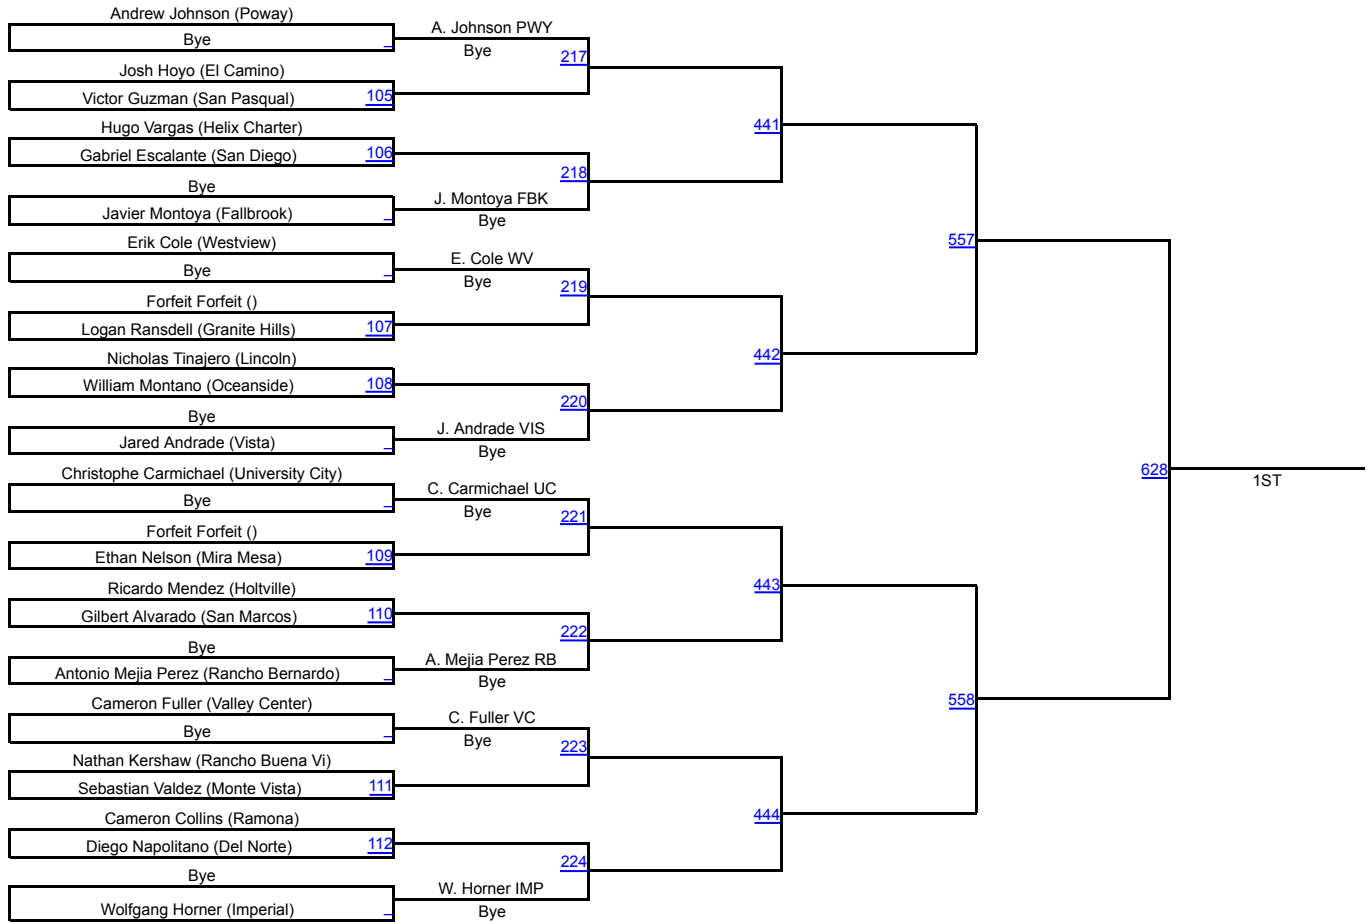 Andrew Johnson (Poway)
Bye
A. Johnson PWY
Bye
217
Josh Hoyo (El Camino)
Victor Guzman (San Pasqual) 105
441
Hugo Vargas (Helix Charter)
Gabriel Escalante (San Diego) 106
218
Bye
Javier Montoya (Fallbrook)
J. Montoya FBK
Bye
557
Erik Cole (Westview)
Bye
E. Cole WV
Bye
219
Forfeit Forfeit ()
Logan Ransdell (Granite Hills) 107
442
Nicholas Tinajero (Lincoln)
William Montano (Oceanside) 108
220
Bye
Jared Andrade (Vista)
J. Andrade VIS
Bye
628
1ST
Christophe Carmichael (University City)
Bye
C. Carmichael UC
Bye
221
Forfeit Forfeit ()
Ethan Nelson (Mira Mesa) 109
443
Ricardo Mendez (Holtville)
Gilbert Alvarado (San Marcos) 110
222
Bye
Antonio Mejia Perez (Rancho Bernardo)
A. Mejia Perez RB
Bye
558
Cameron Fuller (Valley Center)
Bye
C. Fuller VC
Bye
223
Nathan Kershaw (Rancho Buena Vi)
Sebastian Valdez (Monte Vista) 111
444
Cameron Collins (Ramona)
Diego Napolitano (Del Norte) 112
224
Bye
Wolfgang Horner (Imperial)
W. Horner IMP
Bye